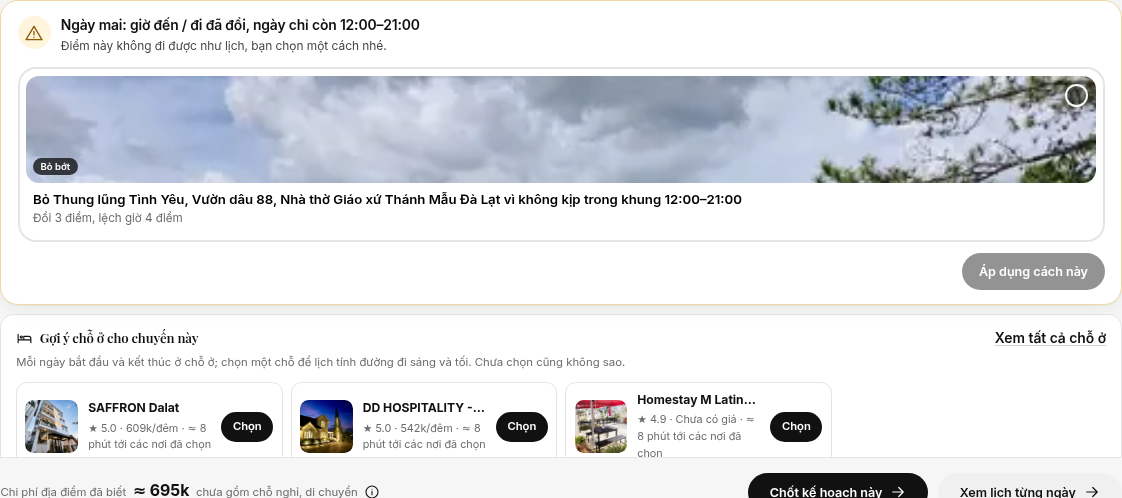 Ngày mai: giờ đến / đi đã đổi, ngày chỉ còn 12:00–21:00
Điểm này không đi được như lịch, bạn chọn một cách nhé.
Bỏ bớt
Bỏ Thung lũng Tình Yêu, Vườn dâu 88, Nhà thờ Giáo xứ Thánh Mẫu Đà Lạt vì không kịp trong khung 12:00–21:00
Đổi 3 điểm, lệch giờ 4 điểm
Áp dụng cách này
Gợi ý chỗ ở cho chuyến này
Xem tất cả chỗ ở
Mỗi ngày bắt đầu và kết thúc ở chỗ ở; chọn một chỗ để lịch tính đường đi sáng và tối. Chưa chọn cũng không sao.
SAFFRON Dalat
★ 5.0 · 609k/đêm · ≈ 8
phút tới các nơi đã chọn
Chọn
DD HOSPITALITY -...
★ 5.0 · 542k/đêm · ≈ 8
phút tới các nơi đã chọn
Chọn
Homestay M Latin...
★ 4.9 · Chưa có giá · ≈
8 phút tới các nơi đã
chọn
Chọn
Chi phí địa điểm đã biết ≈ 695k chưa gồm chỗ nghỉ, di chuyển
Chốt kế hoạch này →
Xem lịch từng ngày →